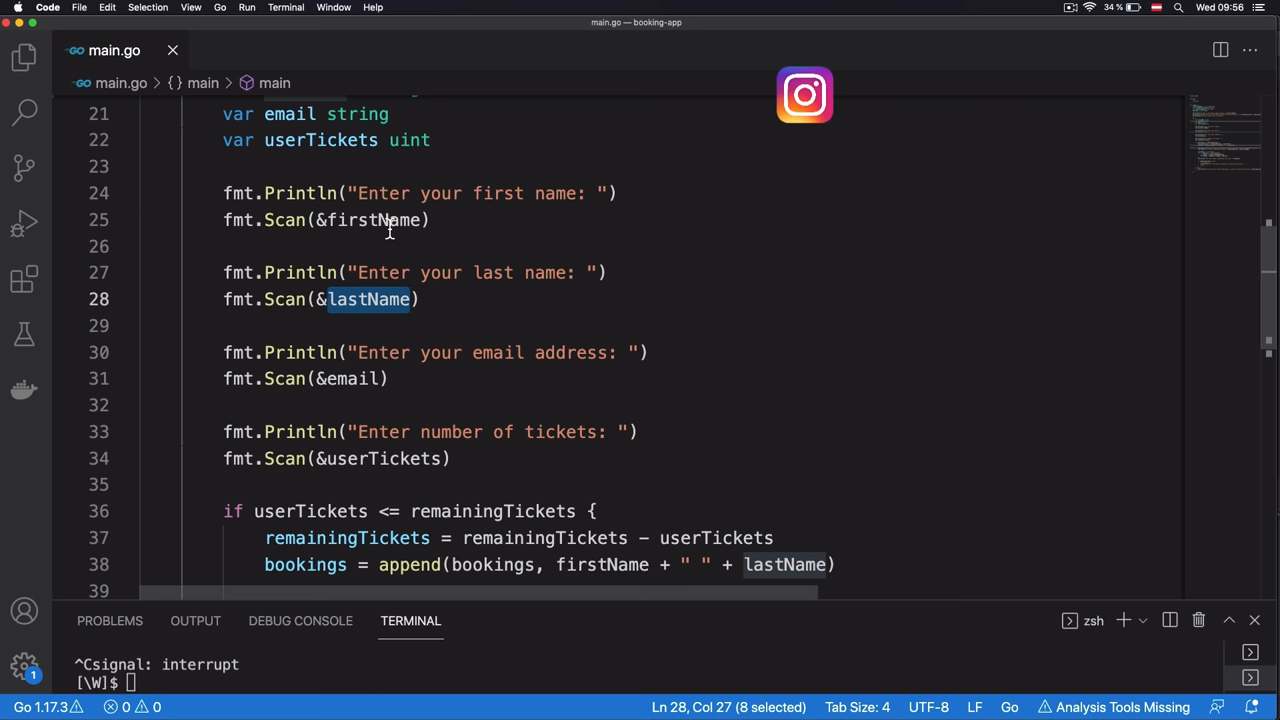 Code File Edit Selection View Go Run Terminal Window Help 34 % Wed 09:56
main.go — booking-app
GO main.go
GO main.go > {} main > main
21 var email string
22 var userTickets uint
23
24 fmt.Println("Enter your first name: ")
25 fmt.Scan(&firstName)
26
27 fmt.Println("Enter your last name: ")
28 fmt.Scan(&lastName)
29
30 fmt.Println("Enter your email address: ")
31 fmt.Scan(&email)
32
33 fmt.Println("Enter number of tickets: ")
34 fmt.Scan(&userTickets)
35
36 if userTickets <= remainingTickets {
37 remainingTickets = remainingTickets - userTickets
38 bookings = append(bookings, firstName + " " + lastName)
39
PROBLEMS OUTPUT DEBUG CONSOLE TERMINAL zsh
^Csignal: interrupt
[\W]$
1
Go 1.17.3 0 0 Ln 28, Col 27 (8 selected) Tab Size: 4 UTF-8 LF Go Analysis Tools Missing